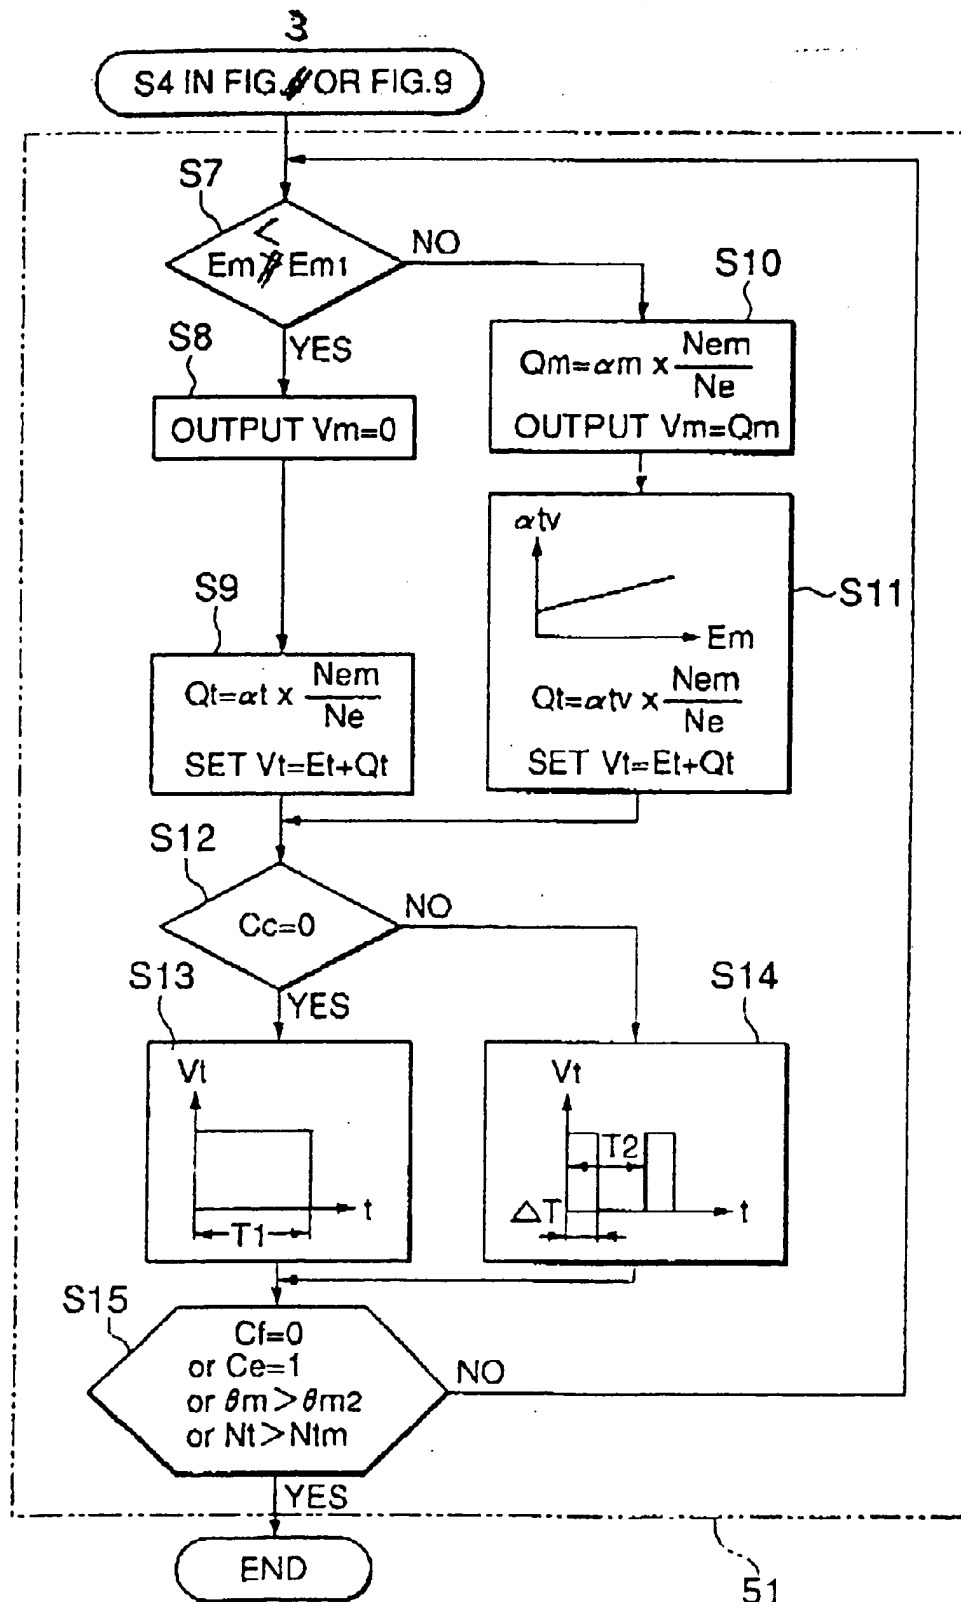 3
S4 IN FIG. OR FIG.9
S7
<
Em Em1
NO
YES
S8
OUTPUT Vm=0
S10
Qm=αm x Nem
Ne
OUTPUT Vm=Qm
αtv
Em
S11
Qt=αtv x Nem
Ne
SET Vt=Et+Qt
S9
Qt=αt x Nem
Ne
SET Vt=Et+Qt
S12
Cc=0
NO
YES
S13
Vt
t
T1
S14
Vt
T2
ΔT
t
S15
Cf=0
or Ce=1
or θm>θm2
or Nt>Ntm
NO
YES
END
51